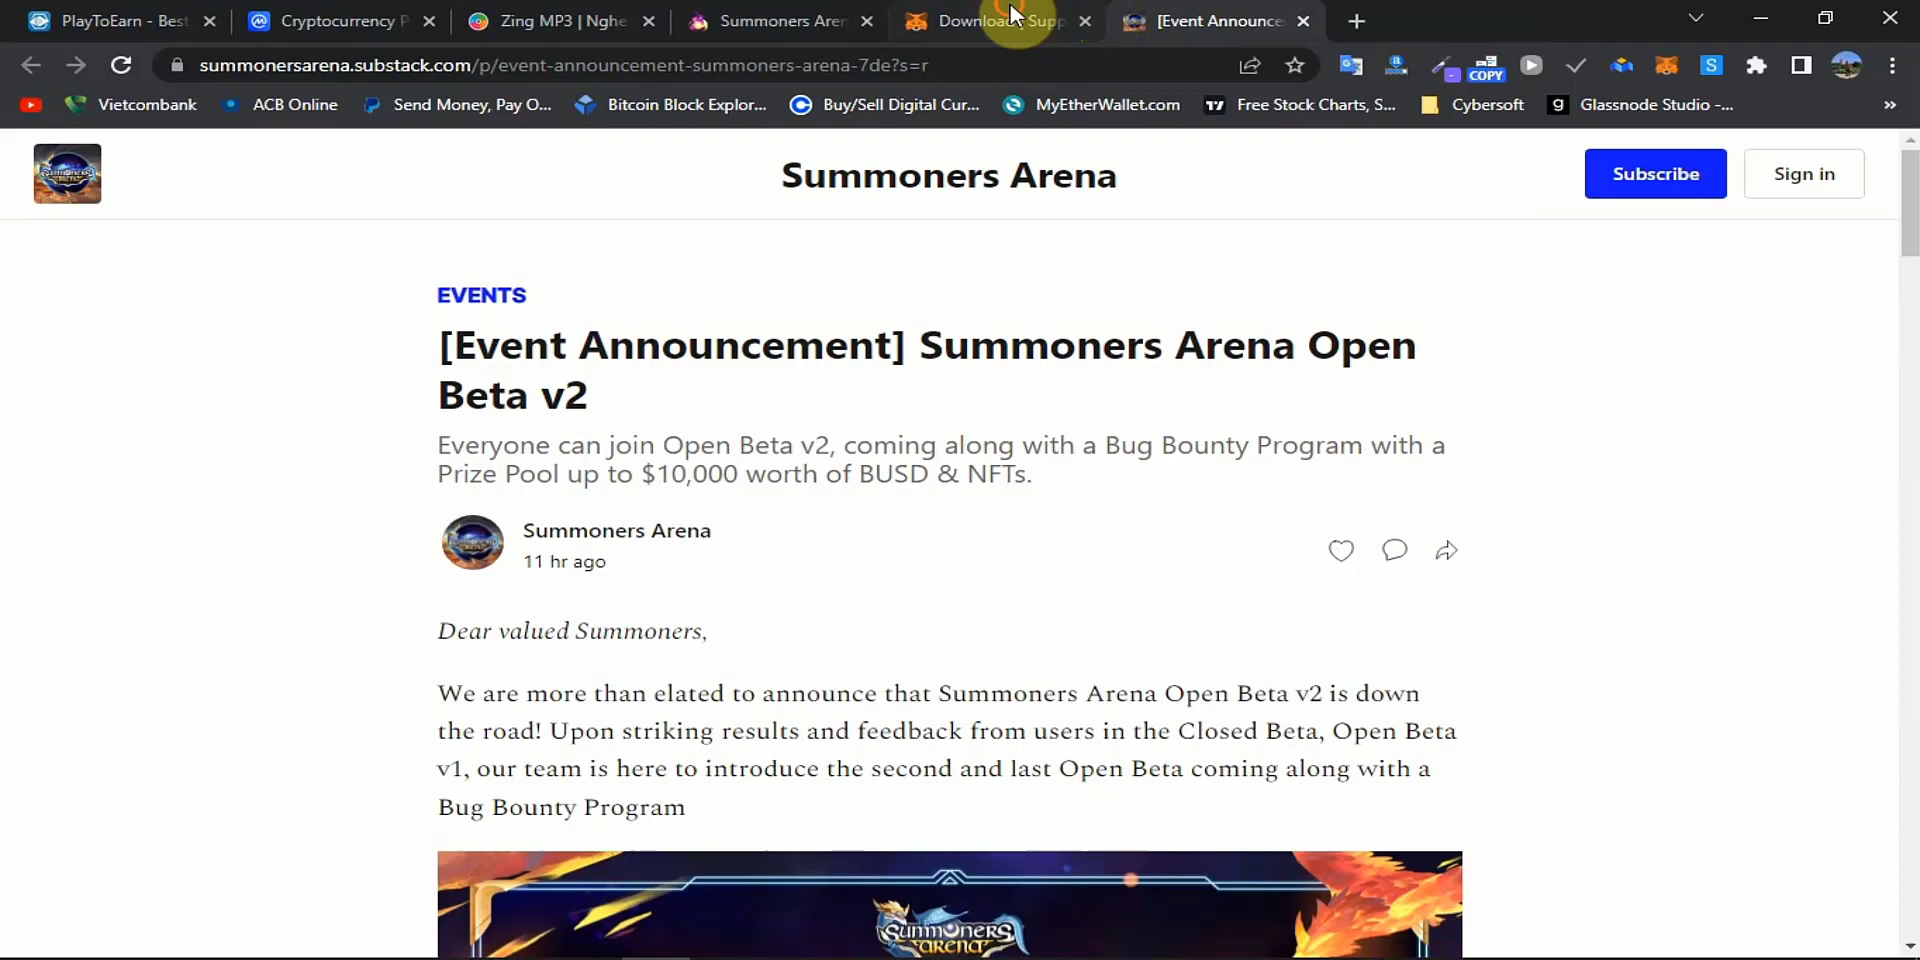 PlayToEarn - Best
Cryptocurrency P
Zing MP3 | Nghe
Summoners Aren
Download Supp
[Event Announce
summonersarena.substack.com/p/event-announcement-summoners-arena-7de?s=r
COPY
S
Vietcombank
ACB Online
Send Money, Pay O...
Bitcoin Block Explor...
Buy/Sell Digital Cur...
MyEtherWallet.com
Free Stock Charts, S...
Cybersoft
g
Glassnode Studio -...
»
SUMMONERS ARENA
Summoners Arena
Subscribe
Sign in
EVENTS
[Event Announcement] Summoners Arena Open
Beta v2
Everyone can join Open Beta v2, coming along with a Bug Bounty Program with a
Prize Pool up to $10,000 worth of BUSD & NFTs.
Summoners Arena
11 hr ago
Dear valued Summoners,
We are more than elated to announce that Summoners Arena Open Beta v2 is down
the road! Upon striking results and feedback from users in the Closed Beta, Open Beta
v1, our team is here to introduce the second and last Open Beta coming along with a
Bug Bounty Program
SUMMONERS
ARENA